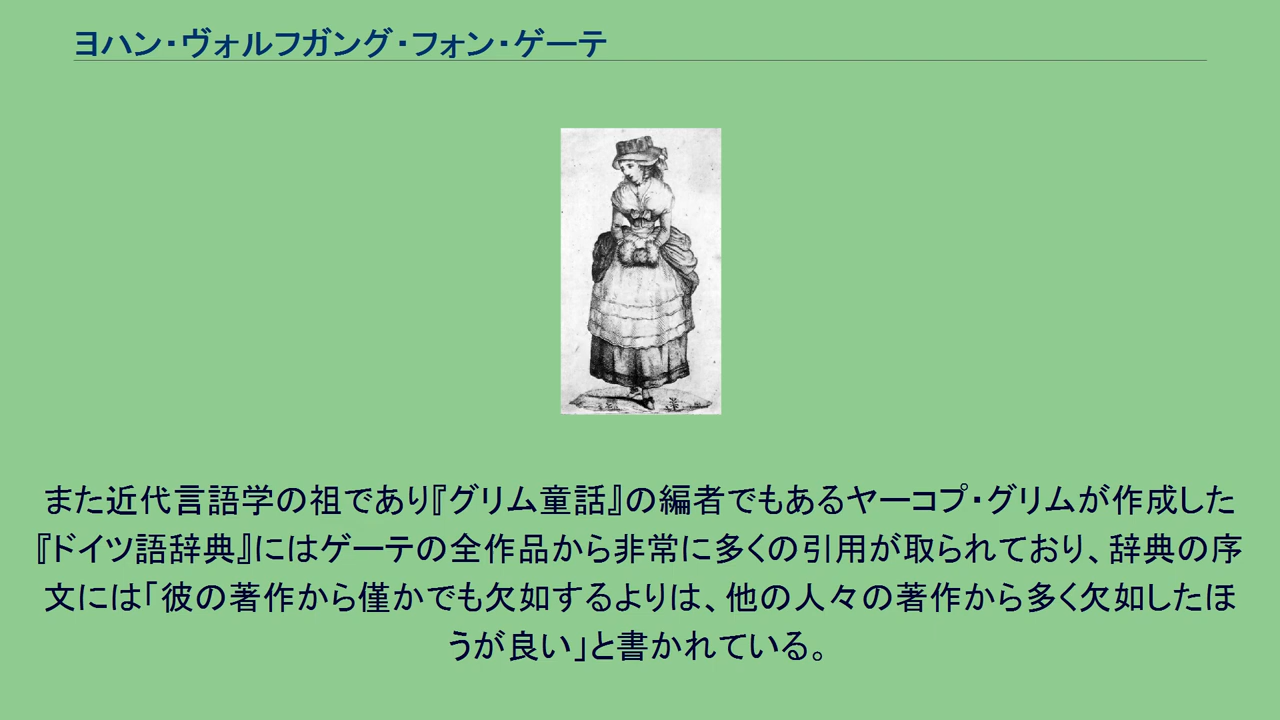 ヨハン・ヴォルフガング・フォン・ゲーテ
また近代言語学の祖であり『グリム童話』の編者でもあるヤーコプ・グリムが作成した
『ドイツ語辞典』にはゲーテの全作品から非常に多くの引用が取られており、辞典の序
文には「彼の著作から僅かでも欠如するよりは、他の人々の著作から多く欠如したほ
うが良い」と書かれている。